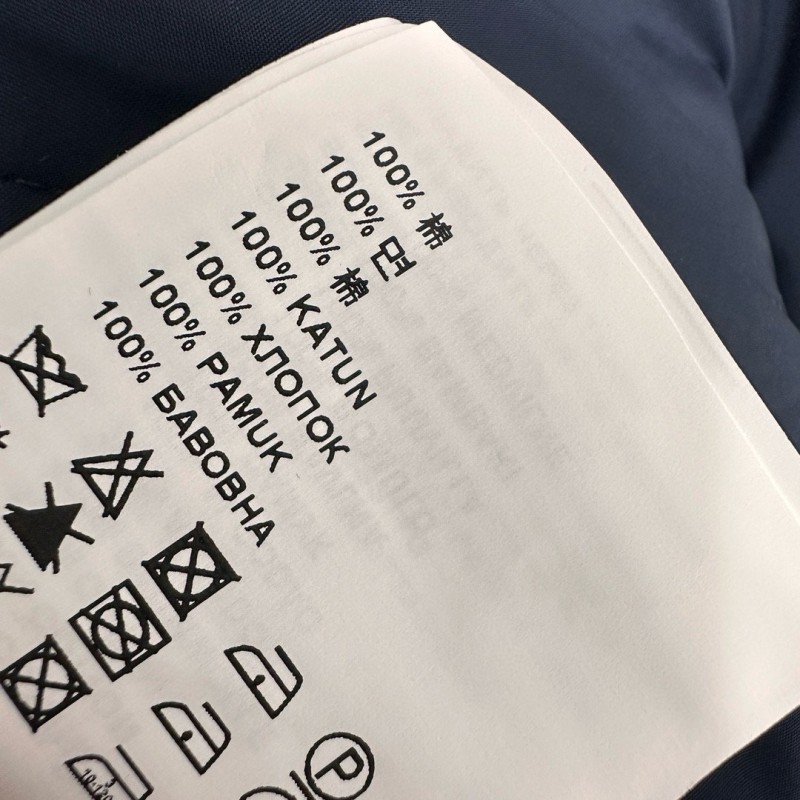 100% 棉
100% 면
100% 棉
100% KATUN
100% ХЛОПОК
100% PAMUK
100% БАВОВНА
P